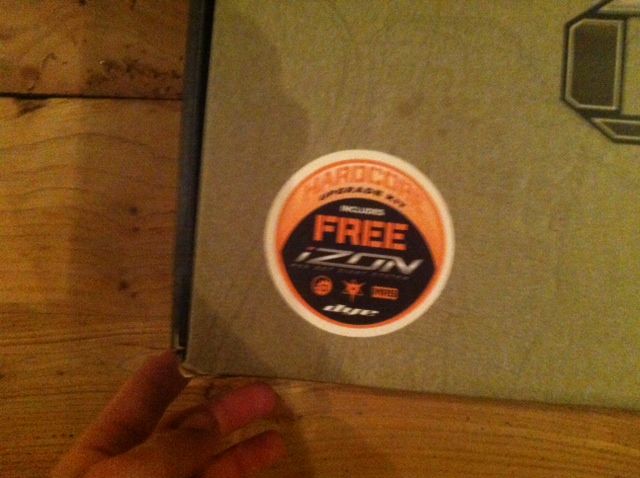 HARDCORE
UPGRADE KIT
INCLUDES
FREE
iZON
dye